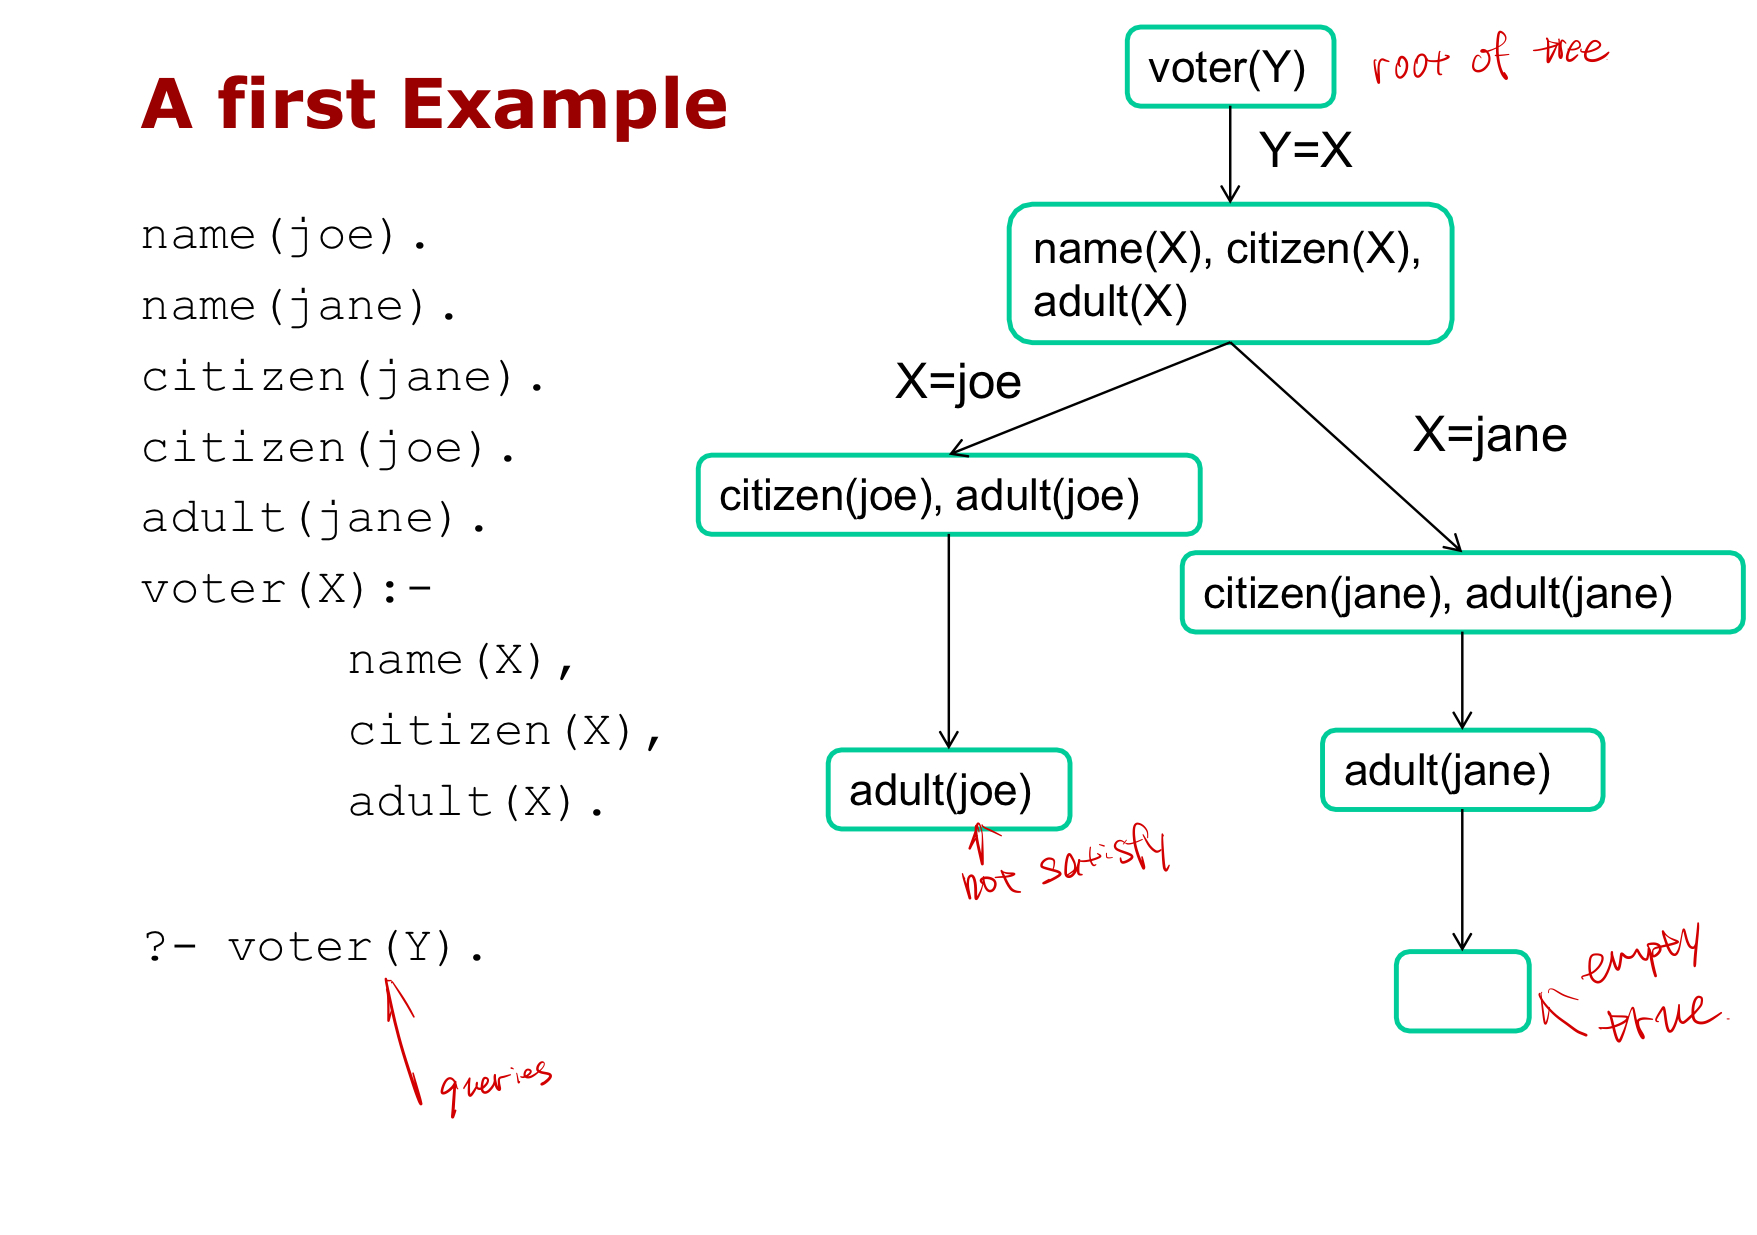 A first Example
name(joe).
name(jane).
citizen(jane).
citizen(joe).
adult(jane).
voter(X):-
name(X),
citizen(X),
adult(X).
?- voter(Y).
queries
voter(Y)
root of tree
Y=X
name(X), citizen(X),
adult(X)
X=joe
X=jane
citizen(joe), adult(joe)
citizen(jane), adult(jane)
adult(joe)
not satisfy
adult(jane)
empty
true.